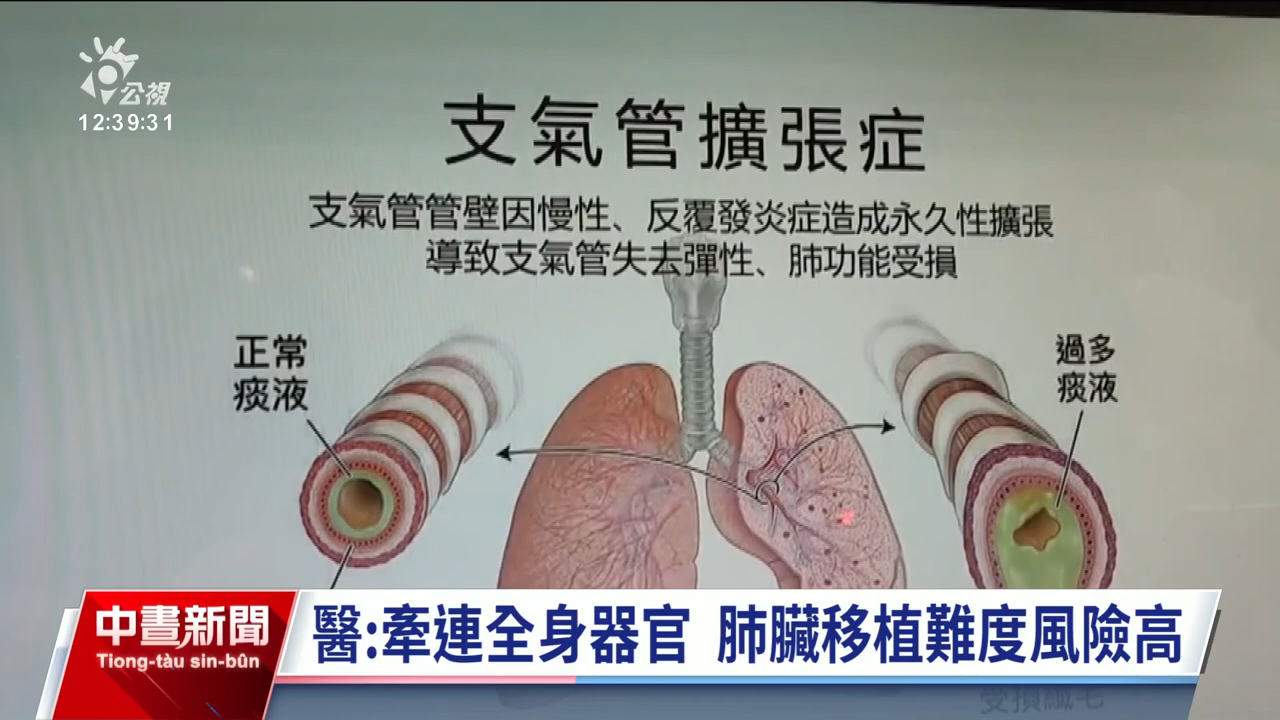 公視
12:39:31
支氣管擴張症
支氣管管壁因慢性、反覆發炎症造成永久性擴張
導致支氣管失去彈性、肺功能受損
正常
痰液
過多
痰液
中晝新聞
Tiong-tàu sin-bûn
醫:牽連全身器官 肺臟移植難度風險高
受損纖毛